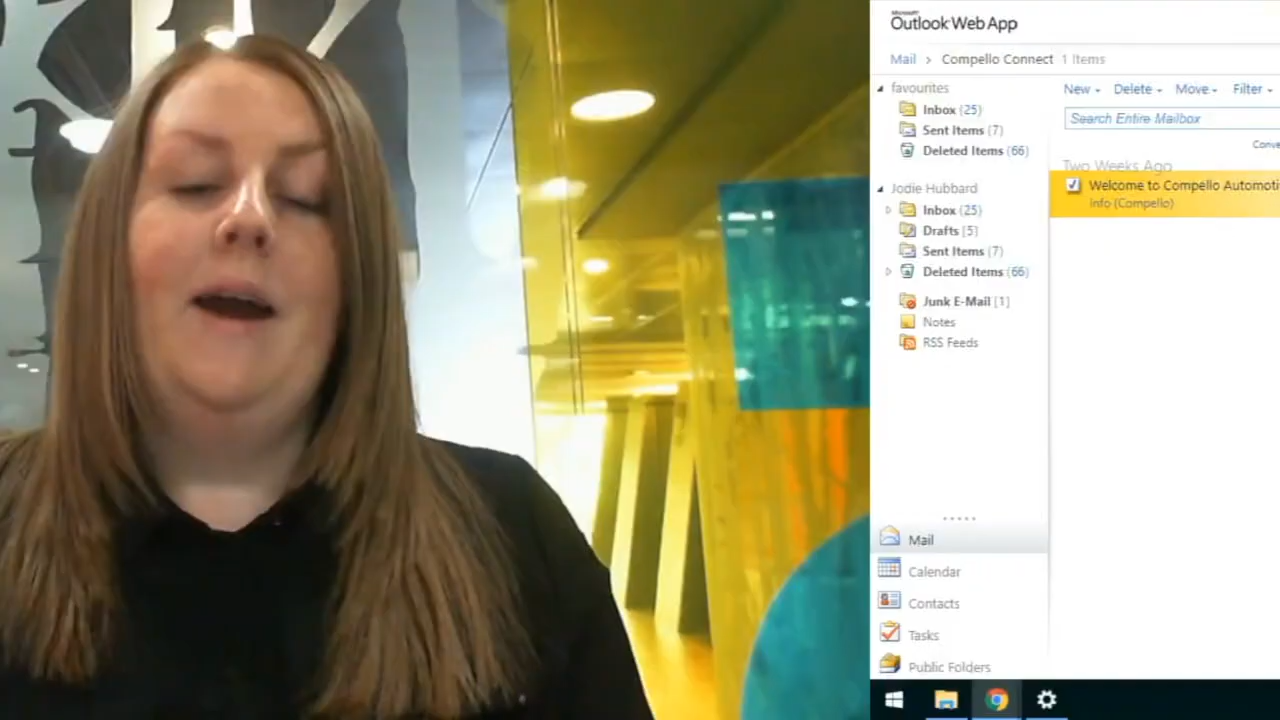 Microsoft
Outlook Web App
Mail > Compello Connect 1 Items
favourites
Inbox (25)
Sent Items (7)
Deleted Items (66)
Jodie Hubbard
Inbox (25)
Drafts [5]
Sent Items (7)
Deleted Items (66)
Junk E-Mail [1]
Notes
RSS Feeds
Mail
Calendar
Contacts
Tasks
Public Folders
New Delete Move Filter
Search Entire Mailbox
Conve
Two Weeks Ago
Welcome to Compello Automoti
Info (Compello)